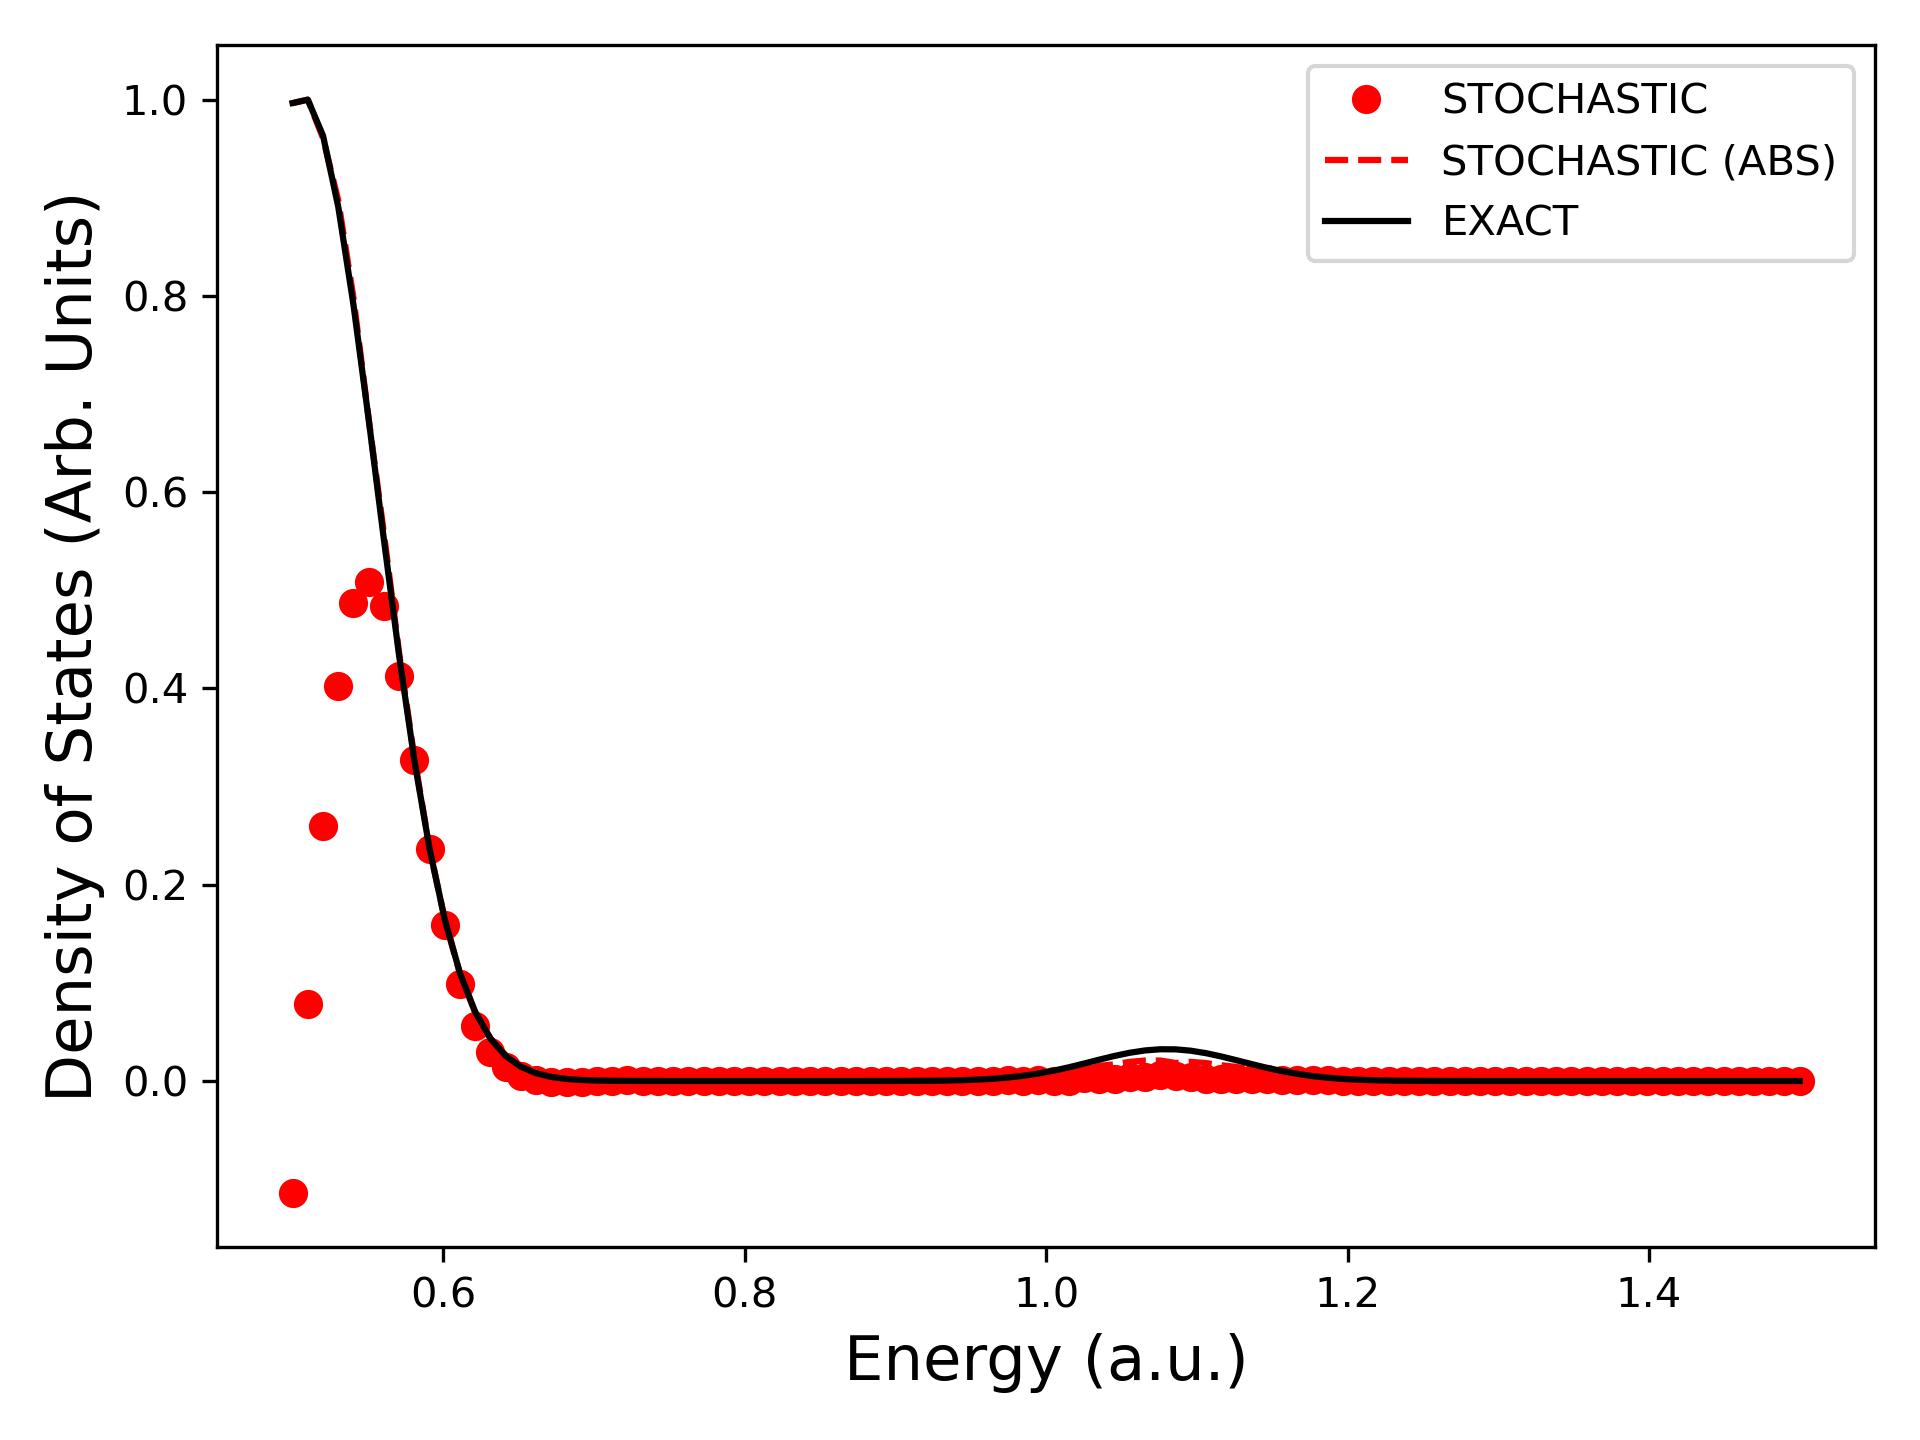 STOCHASTIC
STOCHASTIC (ABS)
EXACT
Density of States (Arb. Units)
1.0
0.8
0.6
0.4
0.2
0.0
0.6 0.8 1.0 1.2 1.4
Energy (a.u.)